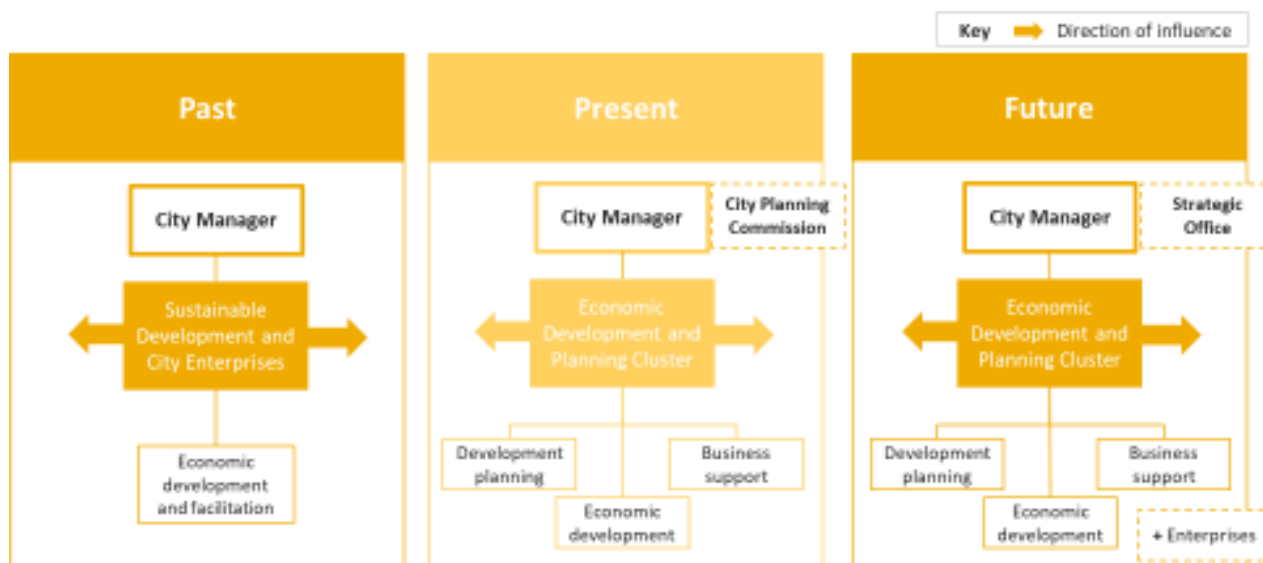 Key Direction of influence
Past
City Manager
Sustainable
Development and
City Enterprises
Economic
development
and facilitation
Present
City Manager
City Planning
Commission
Economic
Development and
Planning Cluster
Development
planning
Business
support
Economic
development
Future
City Manager
Strategic
Office
Economic
Development and
Planning Cluster
Development
planning
Business
support
Economic
development
+ Enterprises